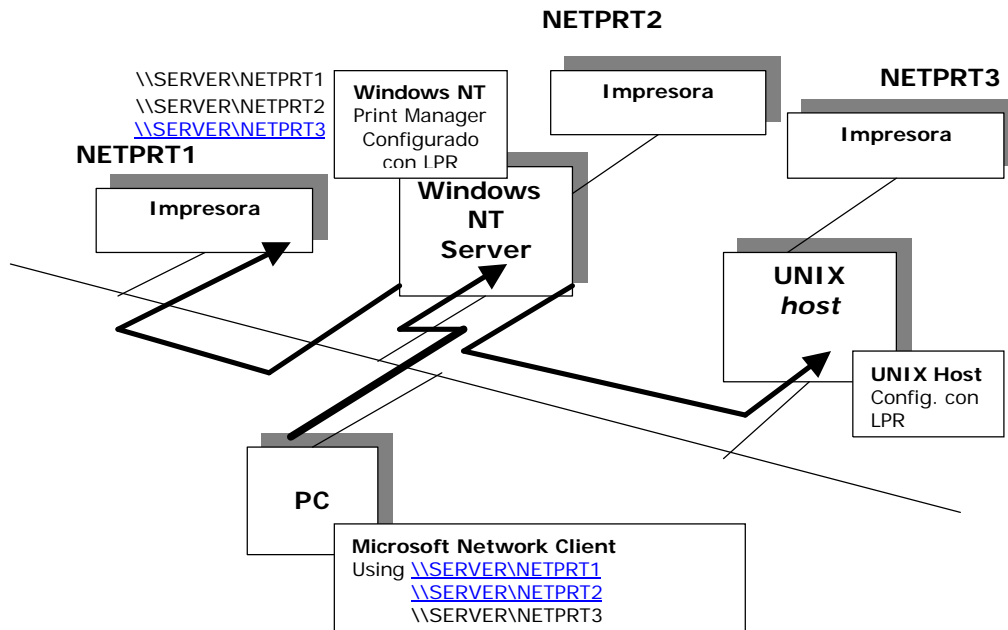 NETPRT2
\\SERVER\NETPRT1
\\SERVER\NETPRT2
\\SERVER\NETPRT3
Windows NT
Print Manager
Configurado
con LPR
Impresora
NETPRT3
Impresora
NETPRT1
Impresora
Windows
NT
Server
UNIX
host
UNIX Host
Config. con
LPR
PC
Microsoft Network Client
Using \\SERVER\NETPRT1
\\SERVER\NETPRT2
\\SERVER\NETPRT3